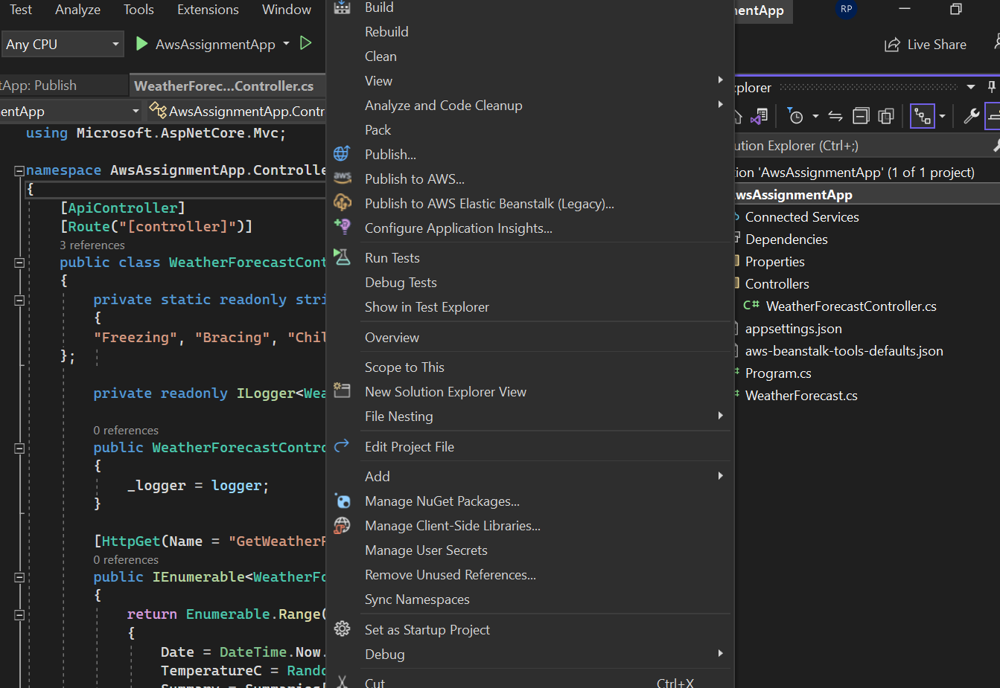 Test Analyze Tools Extensions Window
Any CPU AwsAssignmentApp
entApp
RP
Live Share
tApp: Publish
WeatherForec...Controller.cs
entApp
AwsAssignmentApp.Contr
using Microsoft.AspNetCore.Mvc;
namespace AwsAssignmentApp.Controlle
{
[ApiController]
[Route("[controller]")]
3 references
public class WeatherForecastCont
{
private static readonly stri
{
"Freezing", "Bracing", "Chil
};
private readonly ILogger<Wea
0 references
public WeatherForecastContro
{
_logger = logger;
}
[HttpGet(Name = "GetWeatherF
0 references
public IEnumerable<WeatherFo
{
return Enumerable.Range(
{
Date = DateTime.Now.
TemperatureC = Rando
Summary = Summaries[
Build
Rebuild
Clean
View
Analyze and Code Cleanup
Pack
Publish...
aws Publish to AWS...
Publish to AWS Elastic Beanstalk (Legacy)...
Configure Application Insights...
Run Tests
Debug Tests
Show in Test Explorer
Overview
Scope to This
New Solution Explorer View
File Nesting
Edit Project File
Add
Manage NuGet Packages...
Manage Client-Side Libraries...
Manage User Secrets
Remove Unused References...
Sync Namespaces
Set as Startup Project
Debug
Cut Ctrl+X
xplorer
ution Explorer (Ctrl+;)
ion 'AwsAssignmentApp' (1 of 1 project)
wsAssignmentApp
Connected Services
Dependencies
Properties
Controllers
C# WeatherForecastController.cs
appsettings.json
aws-beanstalk-tools-defaults.json
Program.cs
WeatherForecast.cs